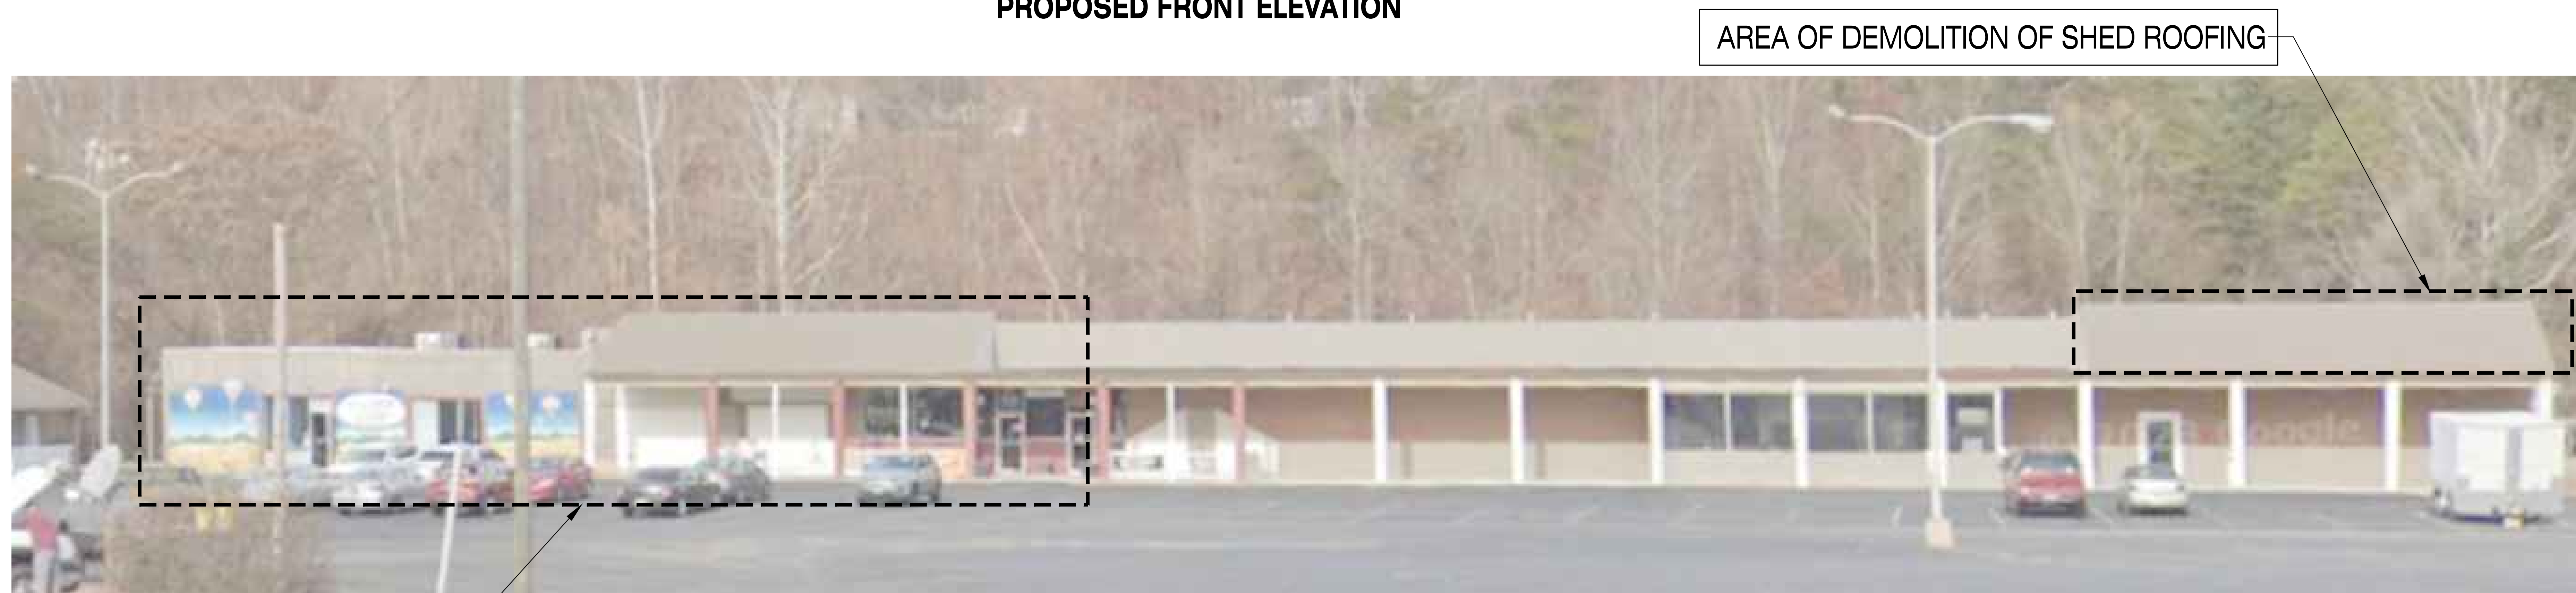 PROPOSED FRONT ELEVATION
AREA OF DEMOLITION OF SHED ROOFING